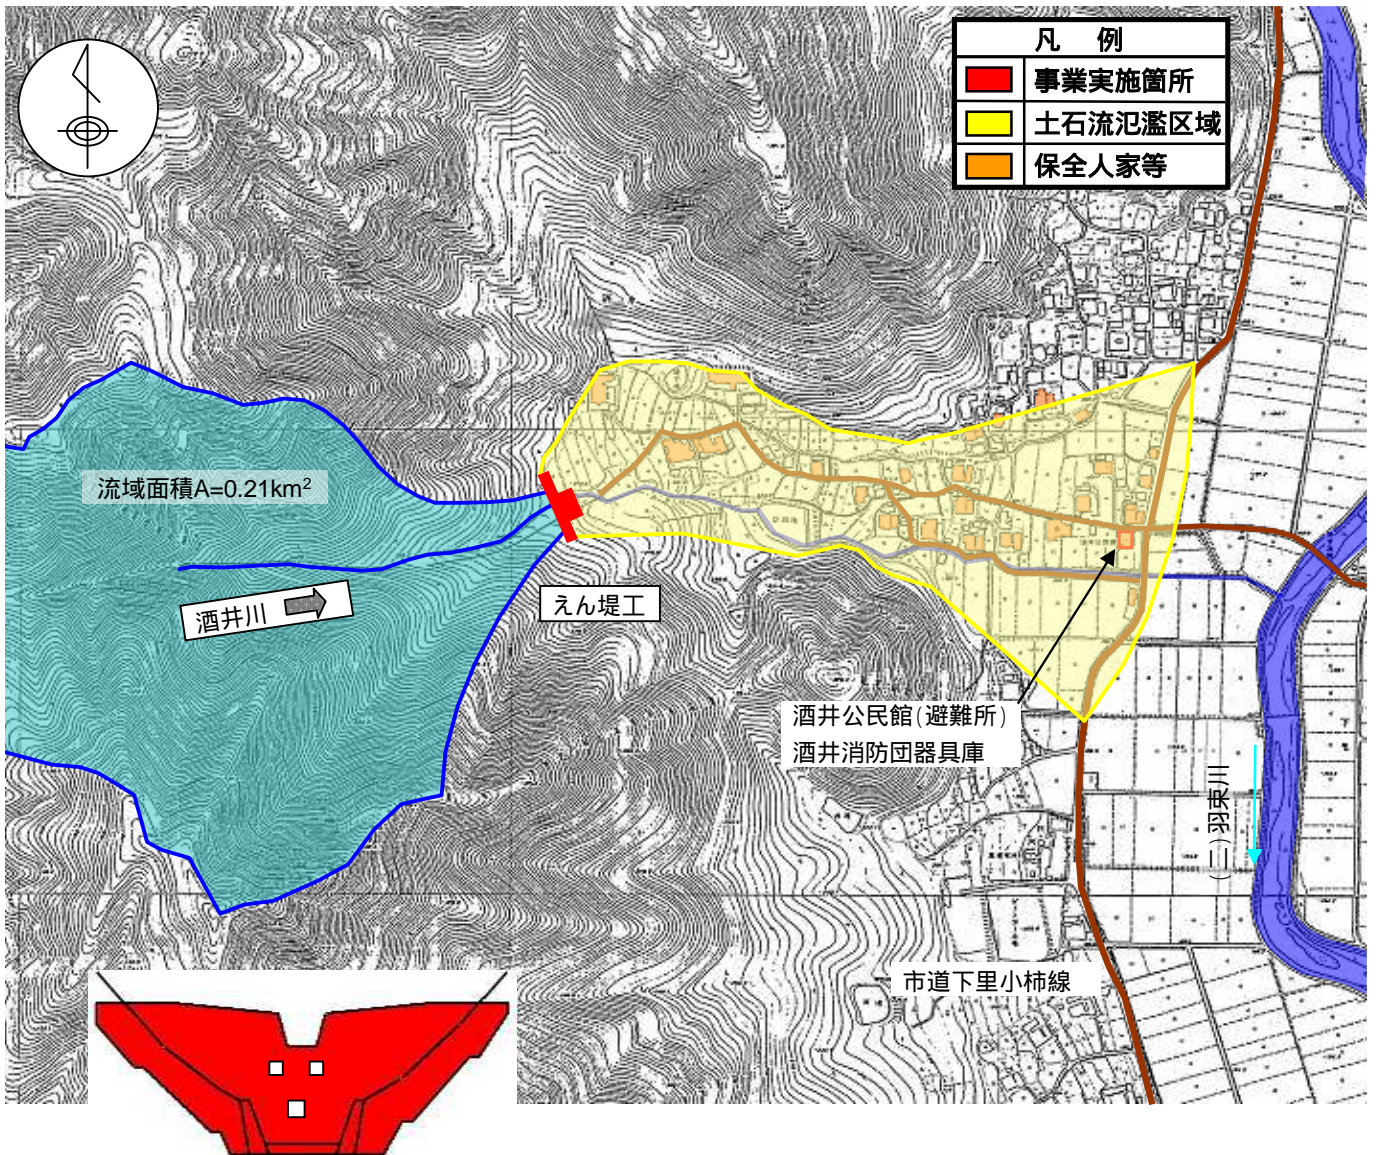 凡 例
事業実施箇所
土石流氾濫区域
保全人家等
流域面積A=0.21km²
酒井川
えん堤工
酒井公民館(避難所)
酒井消防団器具庫
(二)羽束川
市道下里小柿線